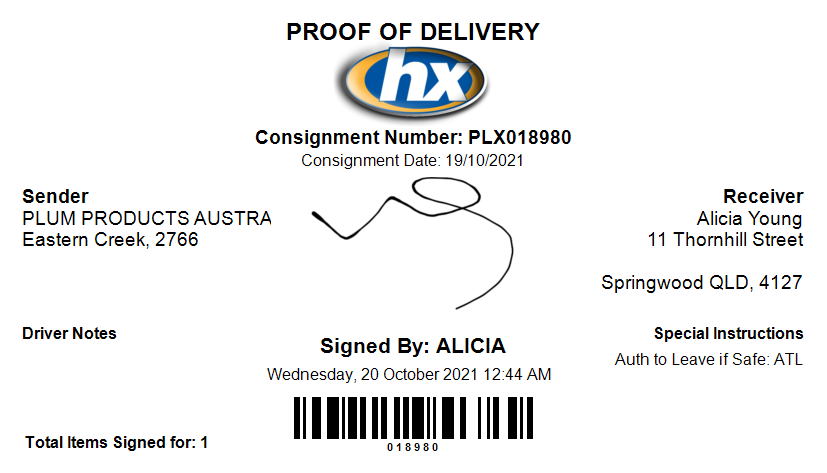 PROOF OF DELIVERY
hx
Consignment Number: PLX018980
Consignment Date: 19/10/2021
Sender
PLUM PRODUCTS AUSTRA
Eastern Creek, 2766
Receiver
Alicia Young
11 Thornhill Street
Springwood QLD, 4127
Driver Notes
Signed By: ALICIA
Wednesday, 20 October 2021 12:44 AM
Special Instructions
Auth to Leave if Safe: ATL
Total Items Signed for: 1
018980